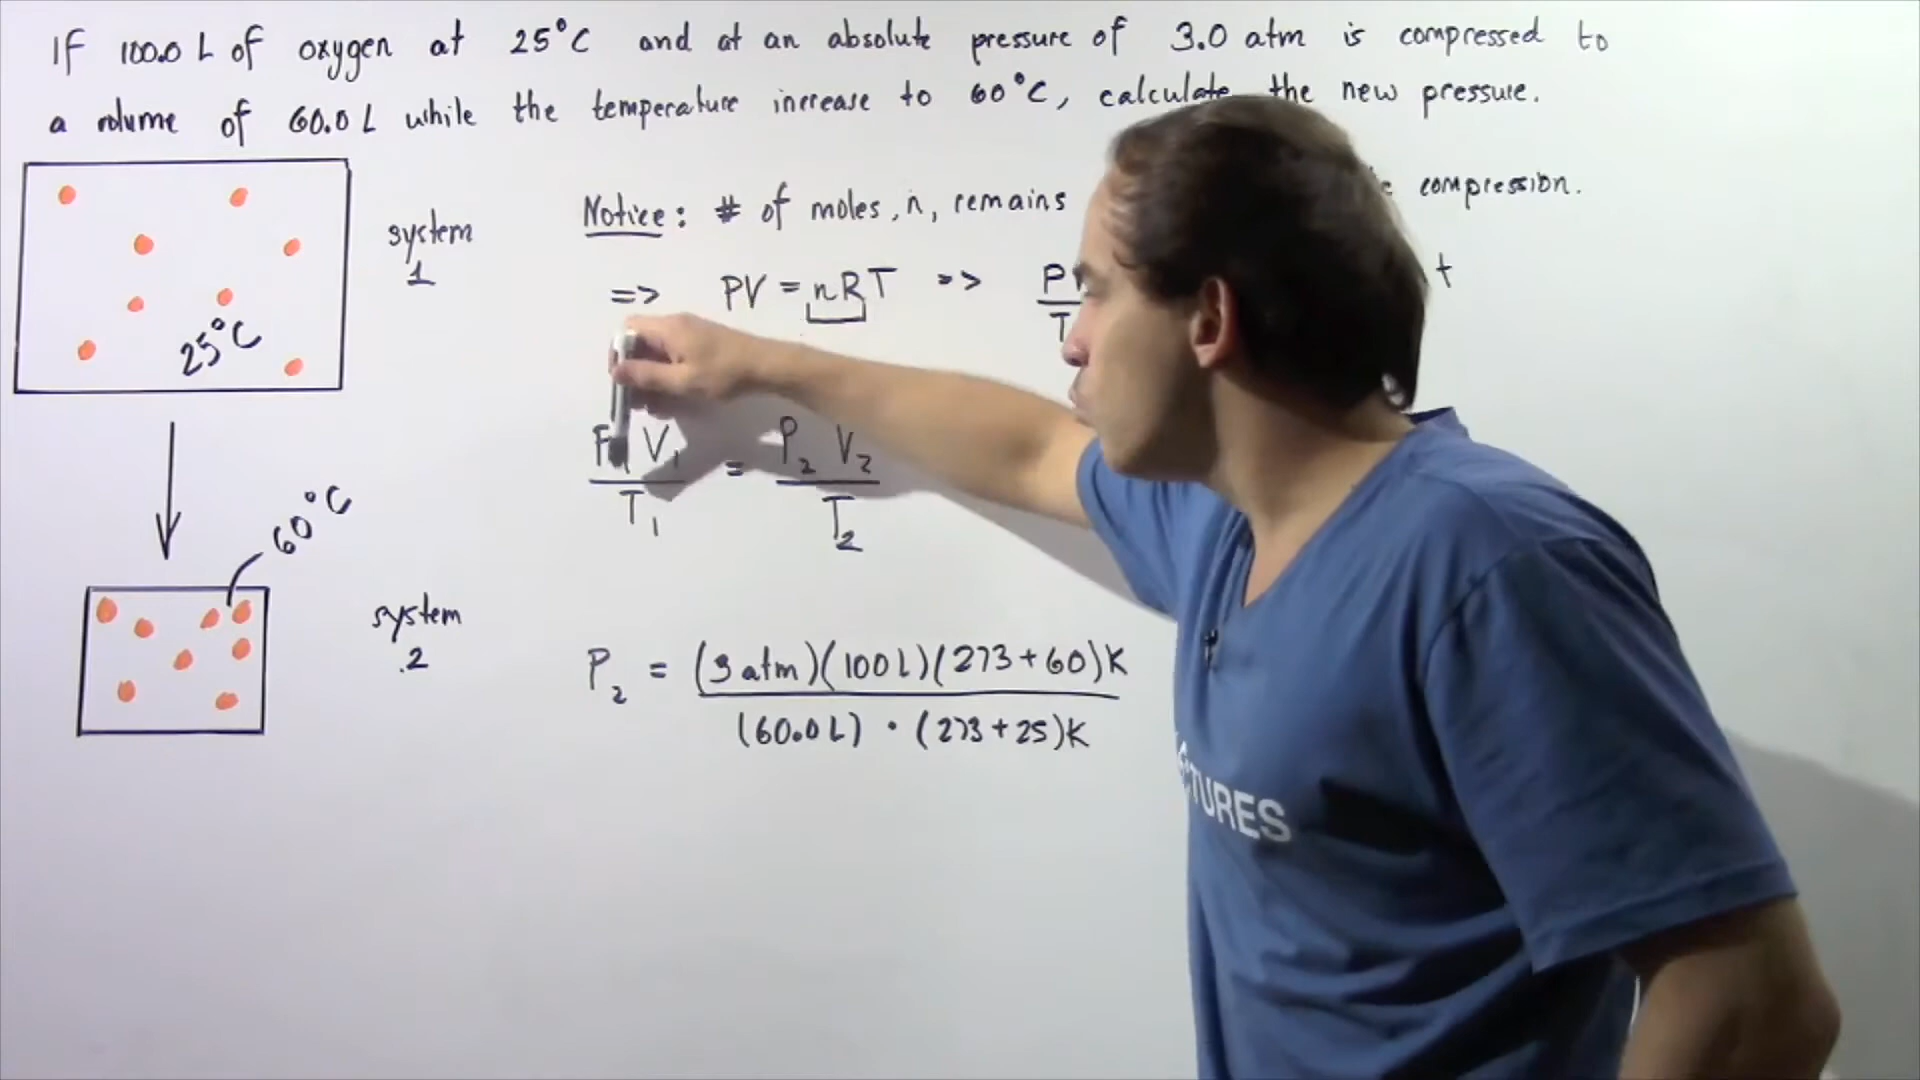 If 100.0 L of oxygen at 25°C and at an absolute pressure of 3.0 atm is compressed to
a volume of 60.0 L while the temperature increase to 60°C, calculate the new pressure.
Notice: # of moles, n, remains compression.
system
1
=> PV = nRT => P
T
25°C
V₁ = P₂ V₂
T₁ T₂
60°C
system
2
P₂ = (3 atm)(100 L)(273+60)K
(60.0 L) · (273+25)K
TURES